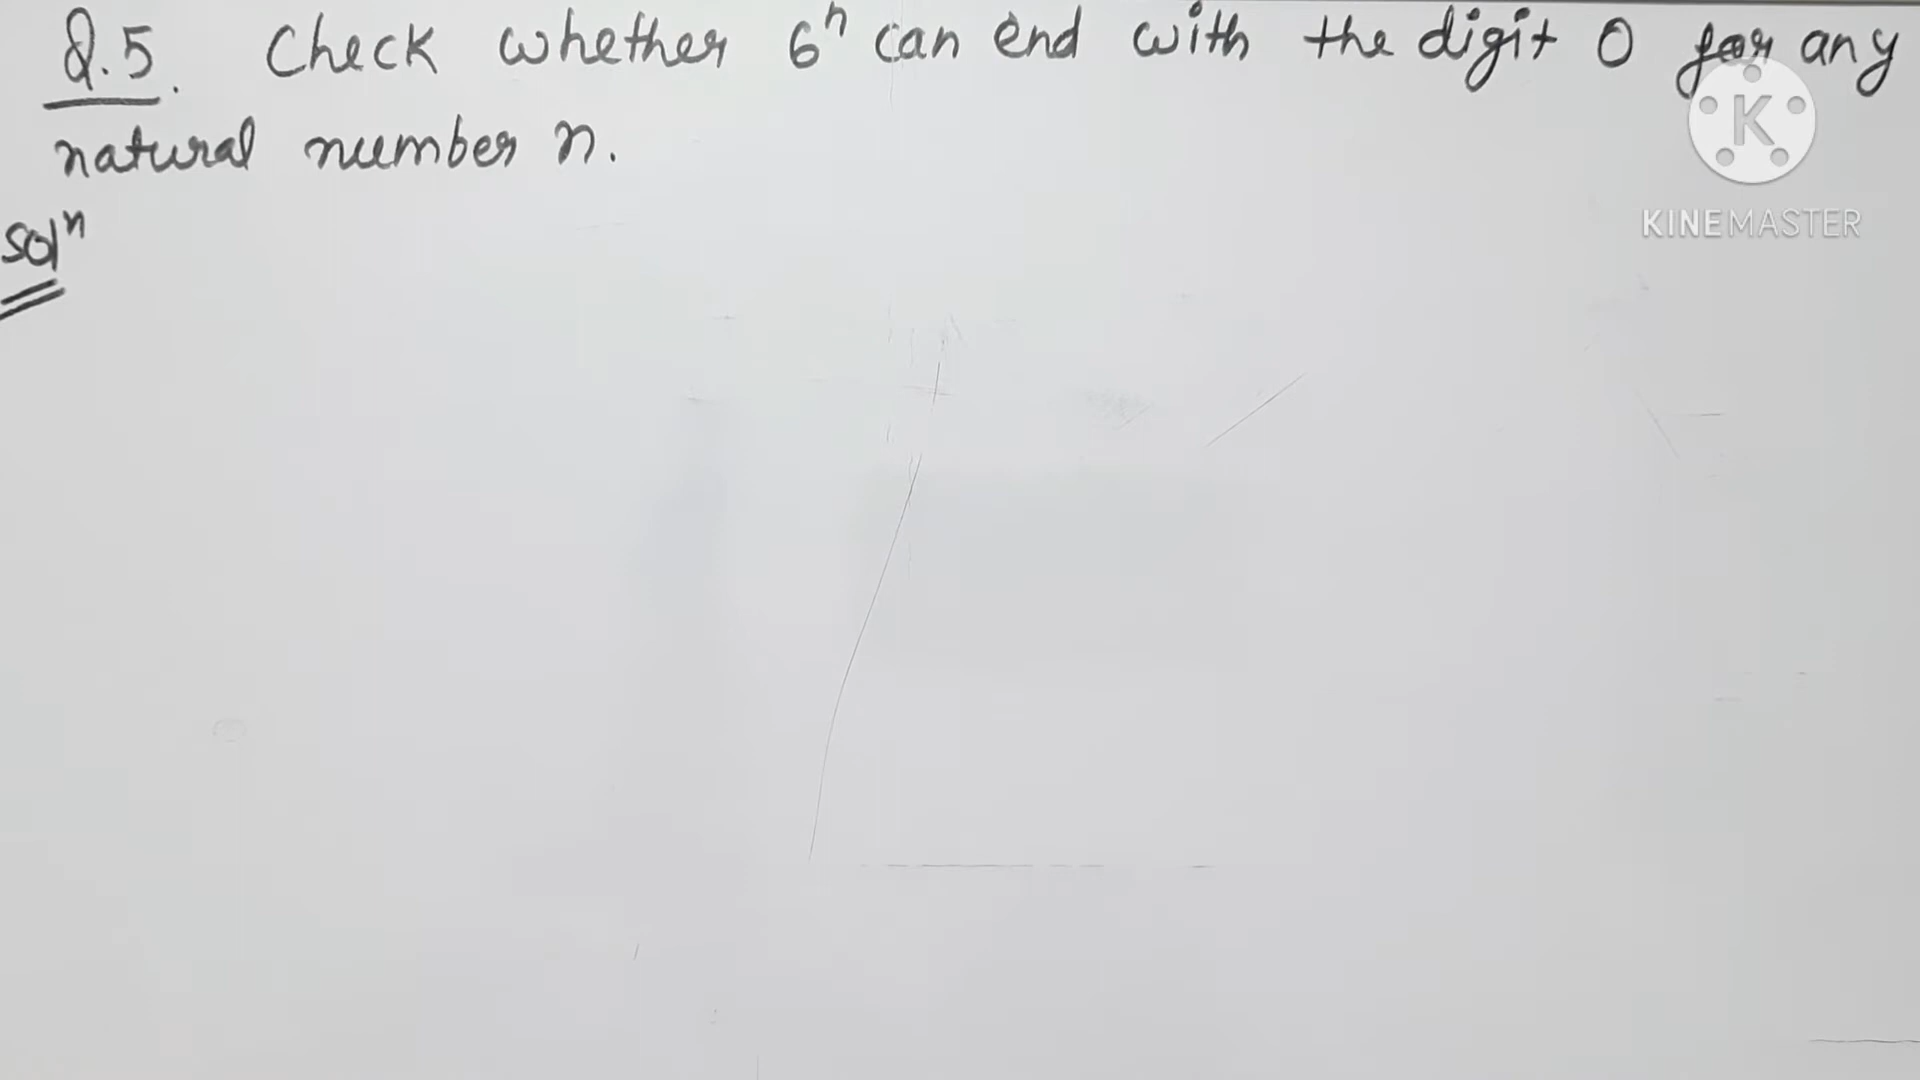 Q.5. Check whether 6ⁿ can end with the digit 0 for any
natural number n.
Solⁿ
K
KINEMASTER